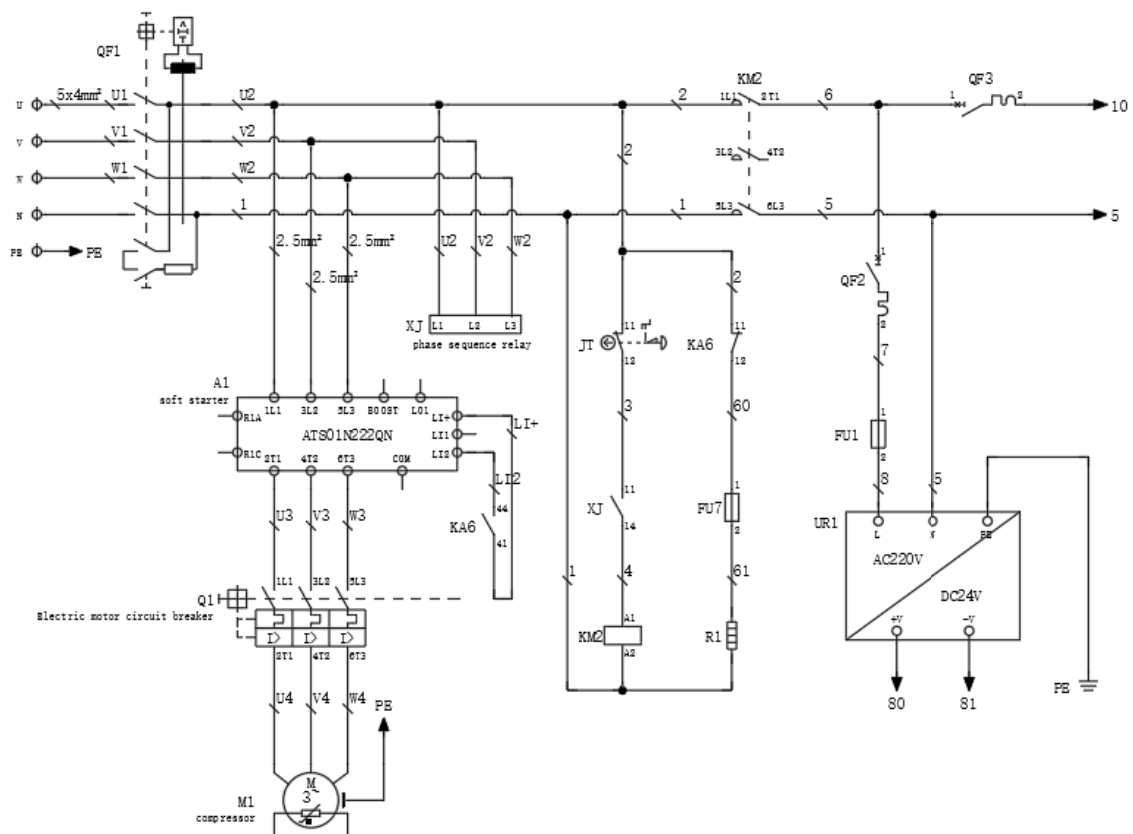 QF1
U 5x4mm² U1 U2 2 KM2 1L1 2T1 6 1 QF3 2 10
V V1 V2
W W1 W2 2 3L2 4T2
N 1 1 5L3 6L3 5 5
PE PE
2.5mm² 2.5mm² U2 V2 W2
2.5mm²
2
1
QF2
2
XJ L1 L2 L3
phase sequence relay
JT 11 12
KA6 11 12
7
A1
soft starter
1L1 3L2 5L3 BOOST LO1
R1A LI+ LI+
ATS01N222QN LI1
R1C LI2
2T1 4T2 6T3 COM
LI2
3 60
1
FU1
2
8 5
44
KA6
41
U3 V3 W3
XJ 11 14
1
FU7
2
UR1 L N PE
AC220V
DC24V
+V -V
1 4 61
1L1 3L2 5L3
Q1
Electric motor circuit breaker
I> I> I>
2T1 4T2 6T3
A1
KM2
A2
R1
U4 V4 W4
PE
80 81
PE
M
3~
M1
compressor